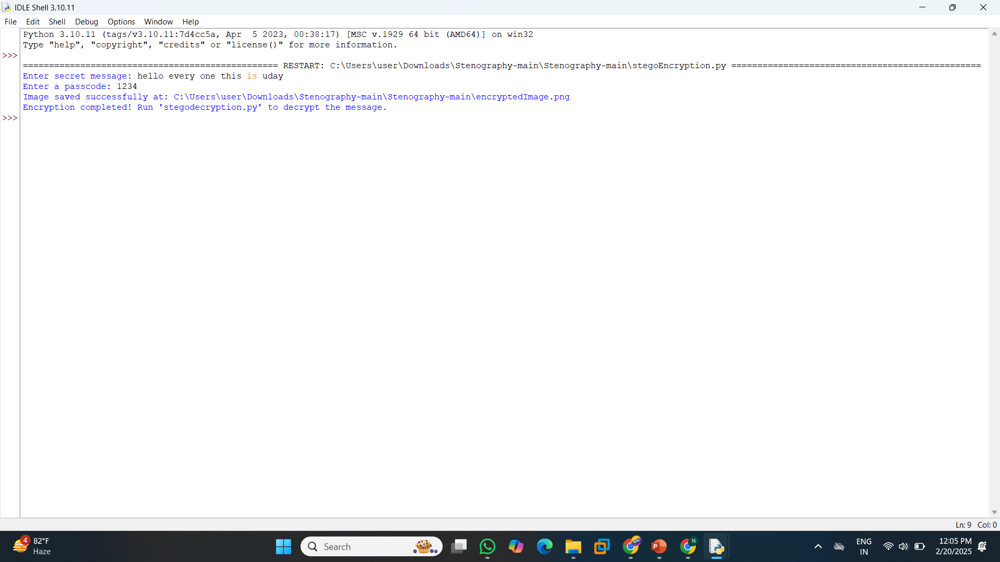 IDLE Shell 3.10.11
File Edit Shell Debug Options Window Help
Python 3.10.11 (tags/v3.10.11:7d4cc5a, Apr  5 2023, 00:38:17) [MSC v.1929 64 bit (AMD64)] on win32
Type "help", "copyright", "credits" or "license()" for more information.
>>>
================================================= RESTART: C:\Users\user\Downloads\Stenography-main\Stenography-main\stegoEncryption.py ================================================
Enter secret message: hello every one this is uday
Enter a passcode: 1234
Image saved successfully at: C:\Users\user\Downloads\Stenography-main\Stenography-main\encryptedImage.png
Encryption completed! Run 'stegodecryption.py' to decrypt the message.
>>>
Ln: 9 Col: 0
4 82°F
Haze
Search
N
P
ENG
IN
12:05 PM
2/20/2025